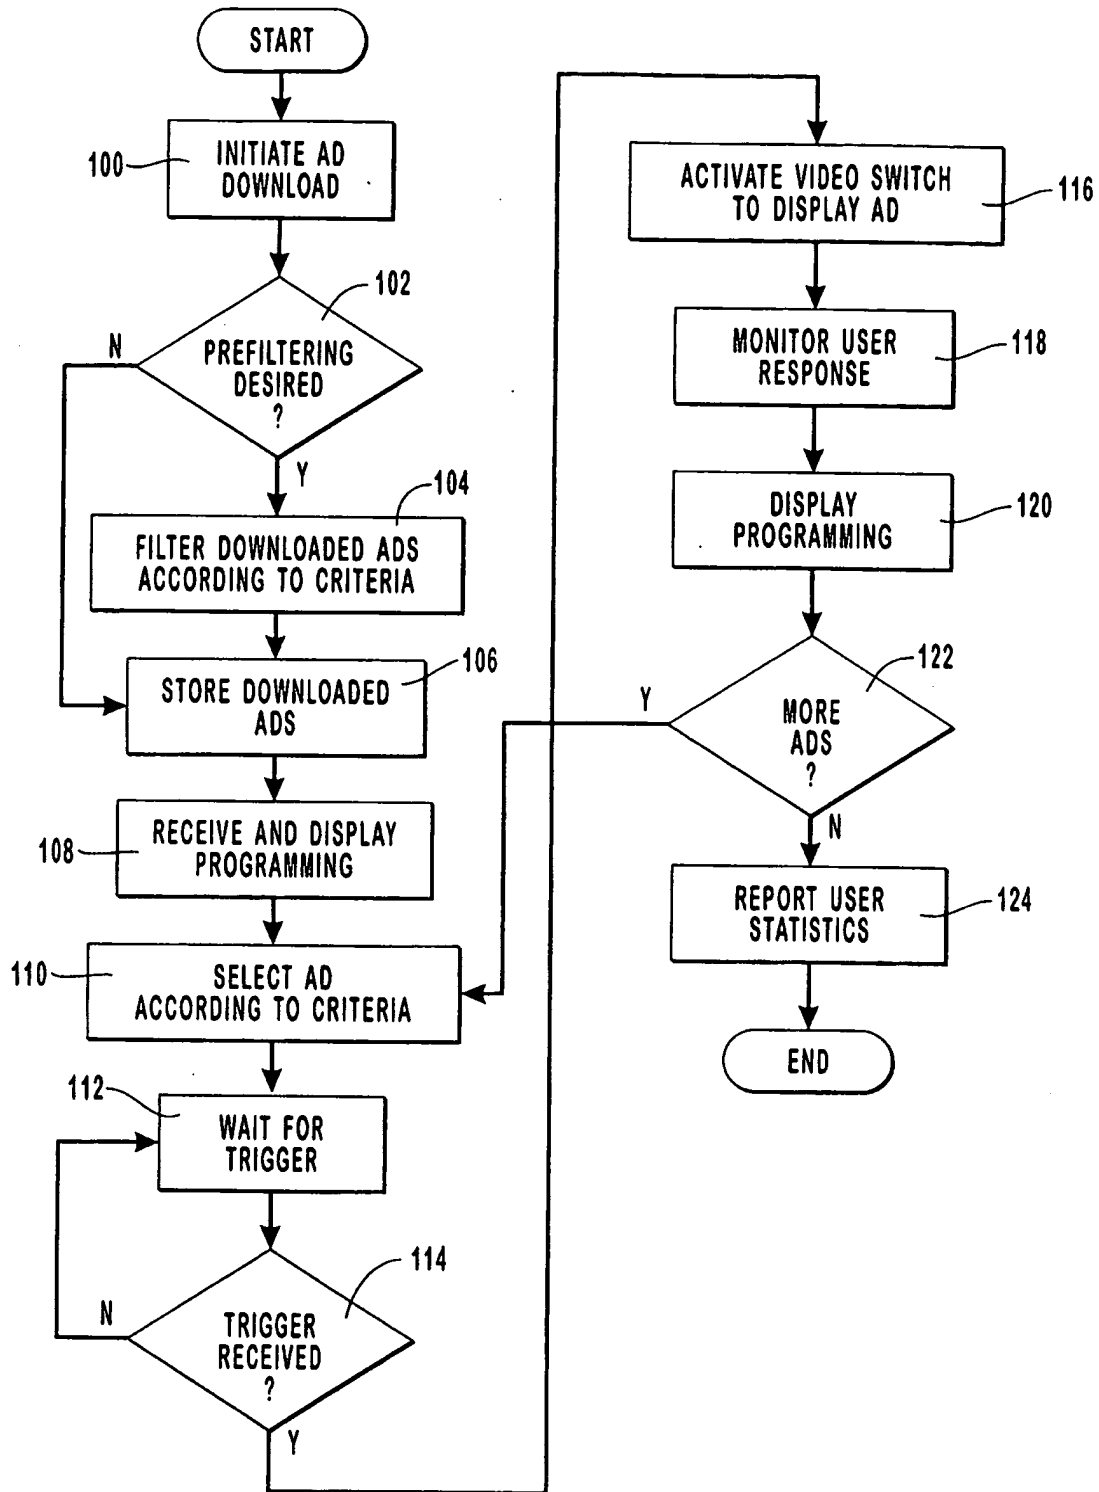 START
100
INITIATE AD
DOWNLOAD
102
N
PREFILTERING
DESIRED
?
Y
104
FILTER DOWNLOADED ADS
ACCORDING TO CRITERIA
106
STORE DOWNLOADED
ADS
108
RECEIVE AND DISPLAY
PROGRAMMING
110
SELECT AD
ACCORDING TO CRITERIA
112
WAIT FOR
TRIGGER
114
N
TRIGGER
RECEIVED
?
Y
ACTIVATE VIDEO SWITCH
TO DISPLAY AD
116
MONITOR USER
RESPONSE
118
DISPLAY
PROGRAMMING
120
122
Y
MORE
ADS
?
N
REPORT USER
STATISTICS
124
END